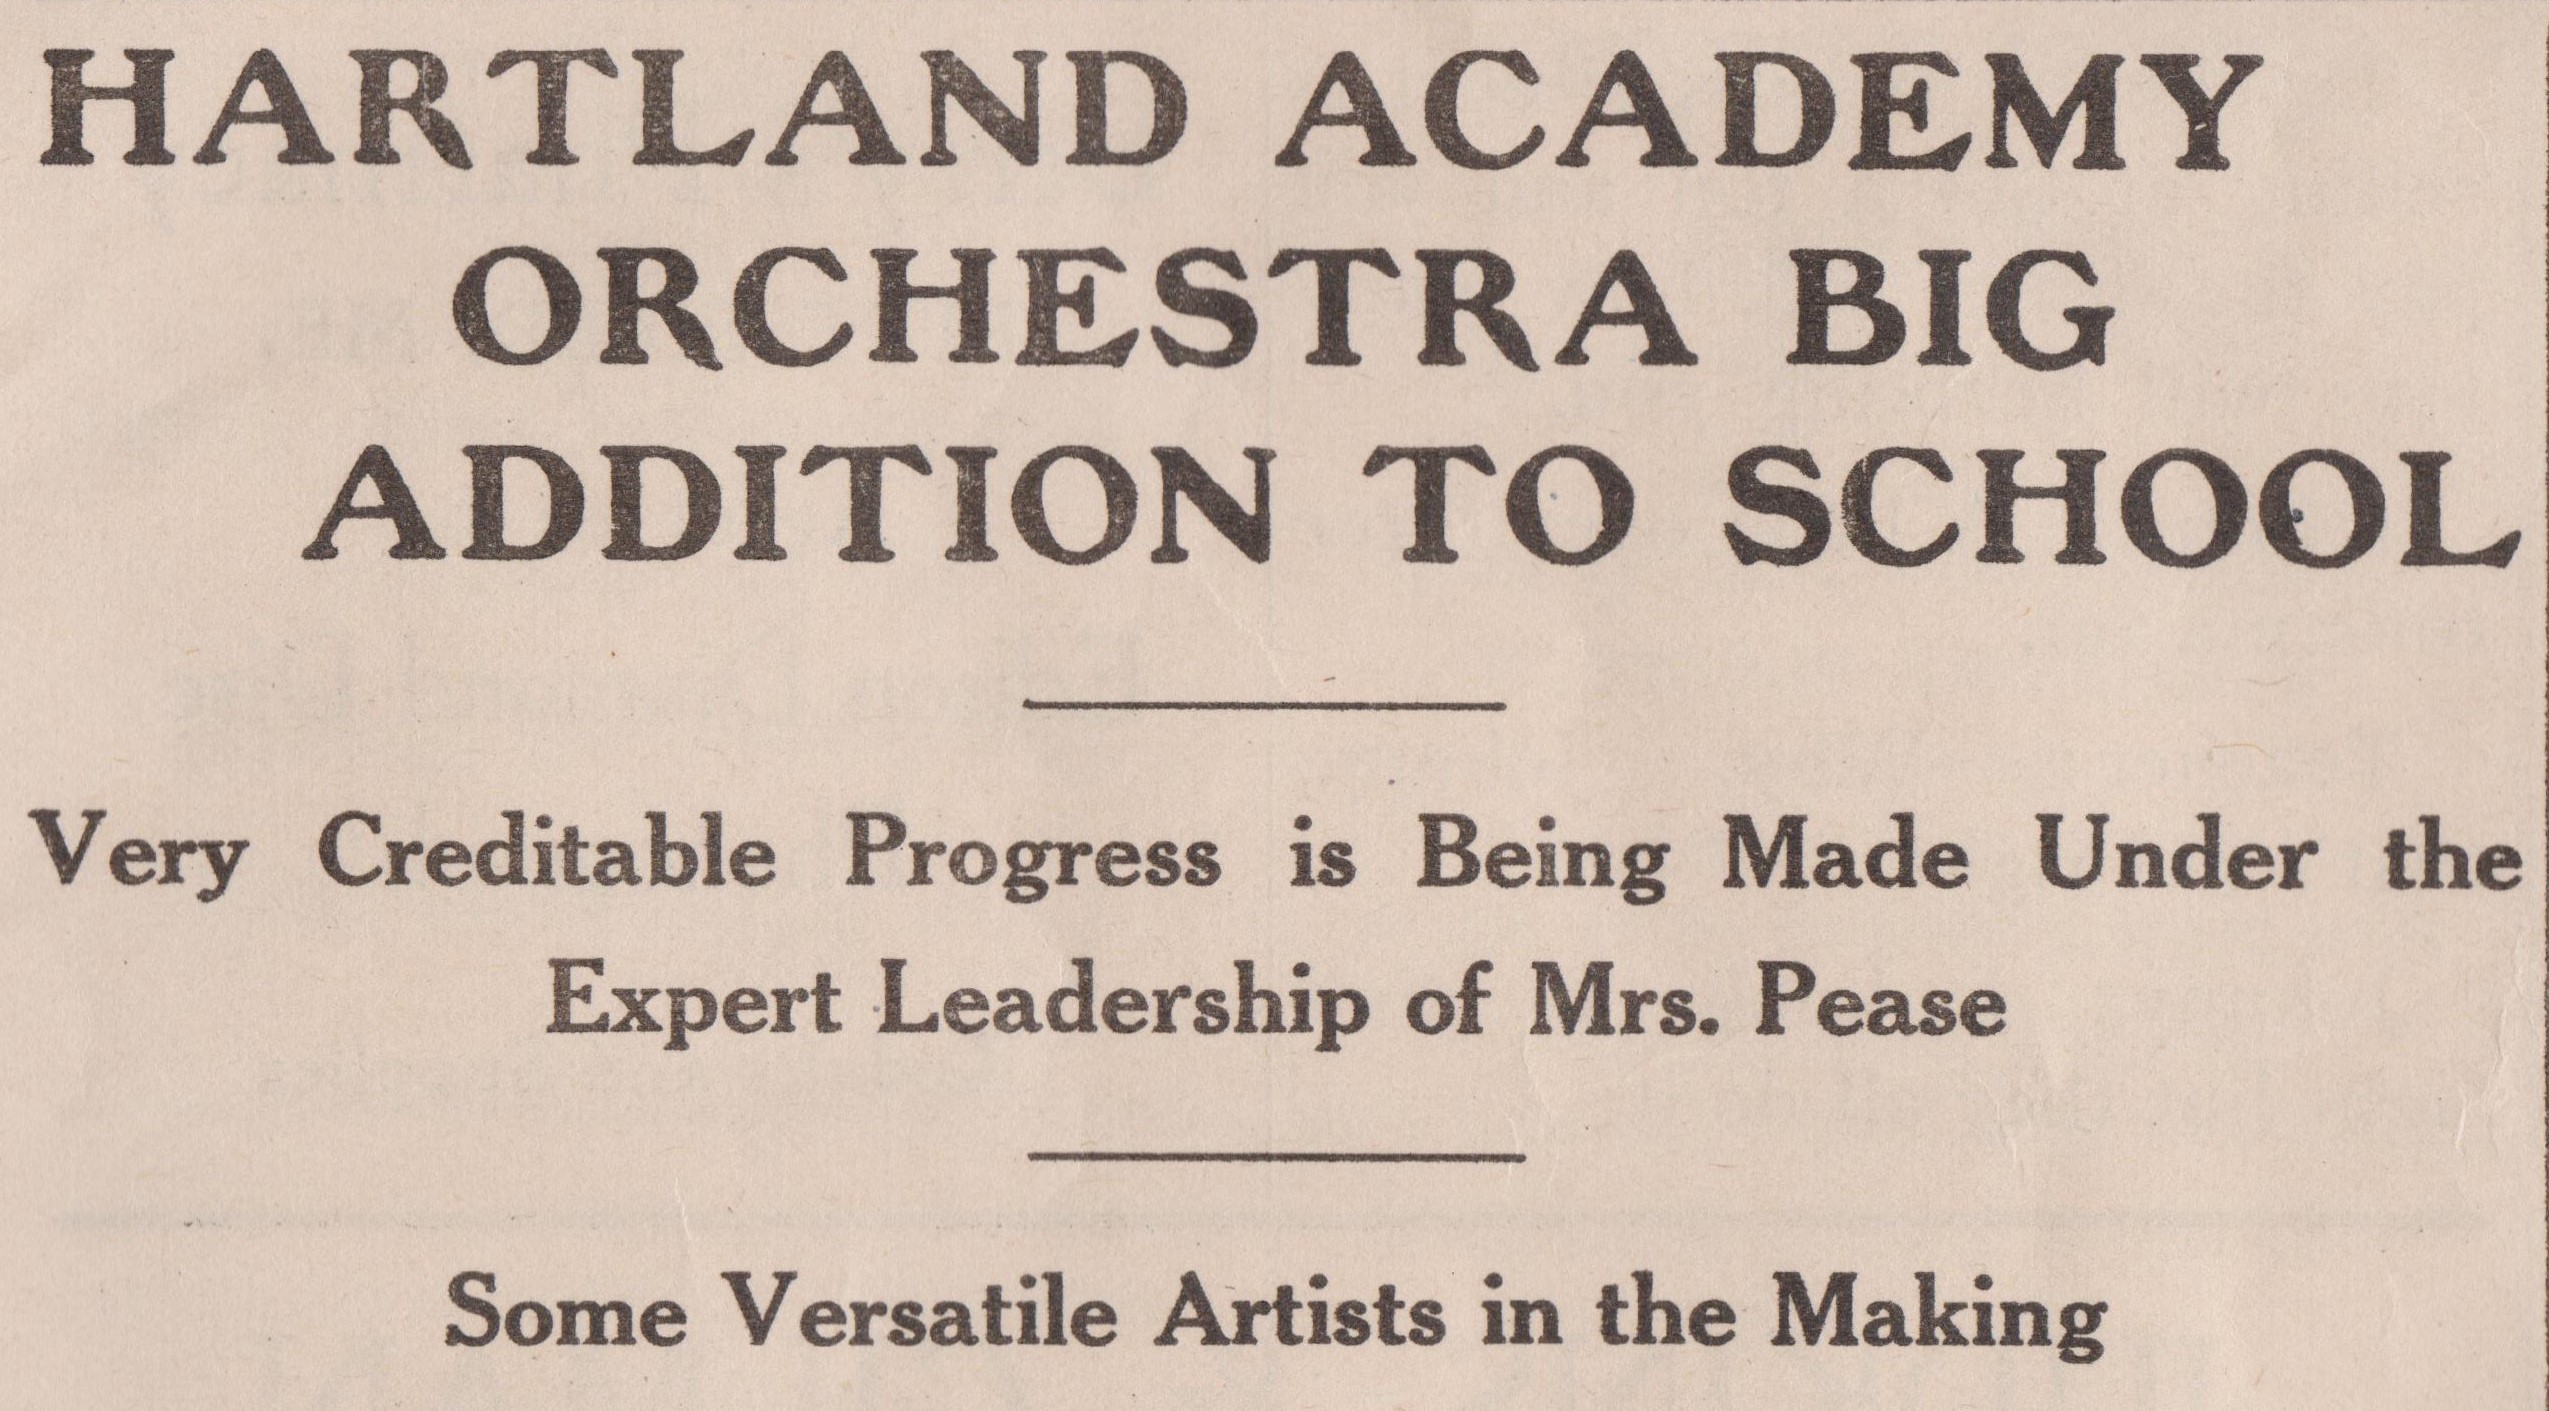 HARTLAND ACADEMY
ORCHESTRA BIG
ADDITION TO SCHOOL
Very Creditable Progress is Being Made Under the
Expert Leadership of Mrs. Pease
Some Versatile Artists in the Making